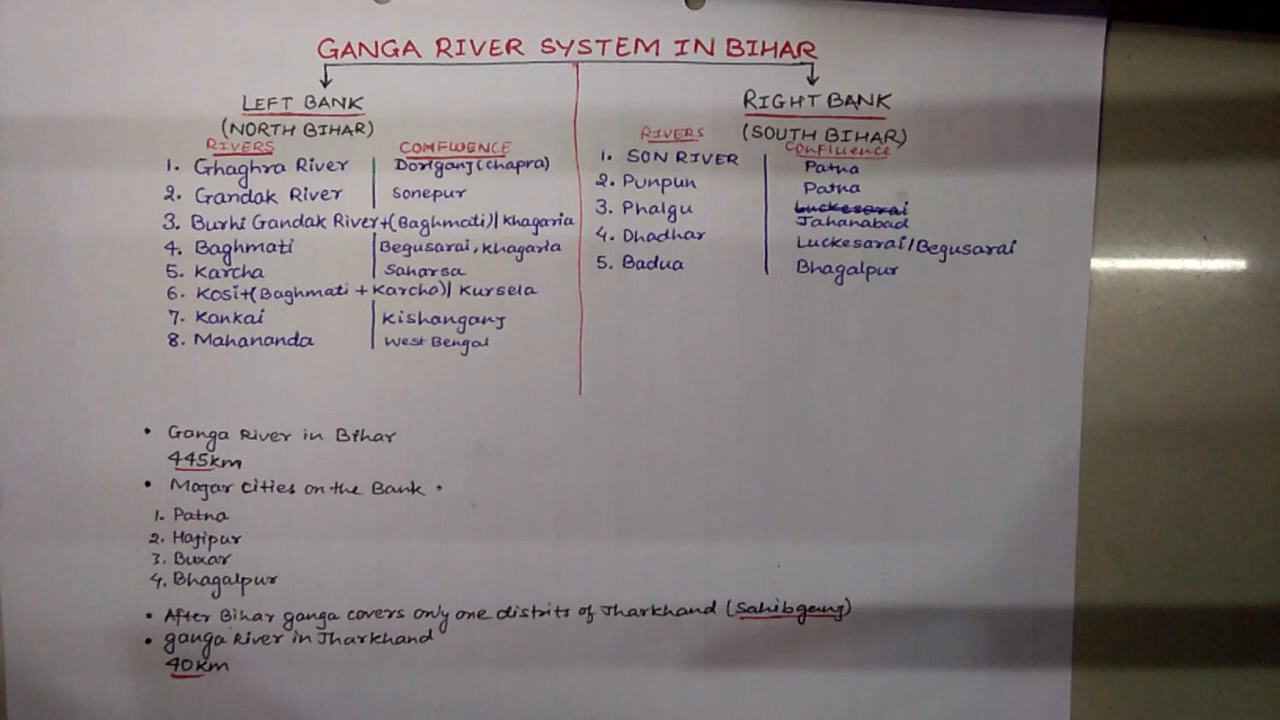 GANGA RIVER SYSTEM IN BIHAR
LEFT BANK
(NORTH BIHAR)
RIVERS CONFLUENCE
1. Ghaghra River Doriganj (Chapra)
2. Gandak River Sonepur
3. Burhi Gandak River+(Baghmati)| Khagaria
4. Baghmati Begusarai, Khagaria
5. Karcha Saharsa
6. Kosi+(Baghmati + Karcha)| Kursela
7. Kankai Kishanganj
8. Mahananda West Bengal
RIGHT BANK
(SOUTH BIHAR)
RIVERS Confluence
1. SON RIVER Patna
2. Punpun Patna
3. Phalgu Luckesarai
Jahanabad
4. Dhadhar Luckesarai/Begusarai
5. Badua Bhagalpur
• Ganga River in Bihar
445km
• Majar cities on the Bank •
1. Patna
2. Hajipur
3. Buxar
4. Bhagalpur
• After Bihar ganga covers only one distrits of Jharkhand (Sahibganj)
• ganga River in Jharkhand
40km